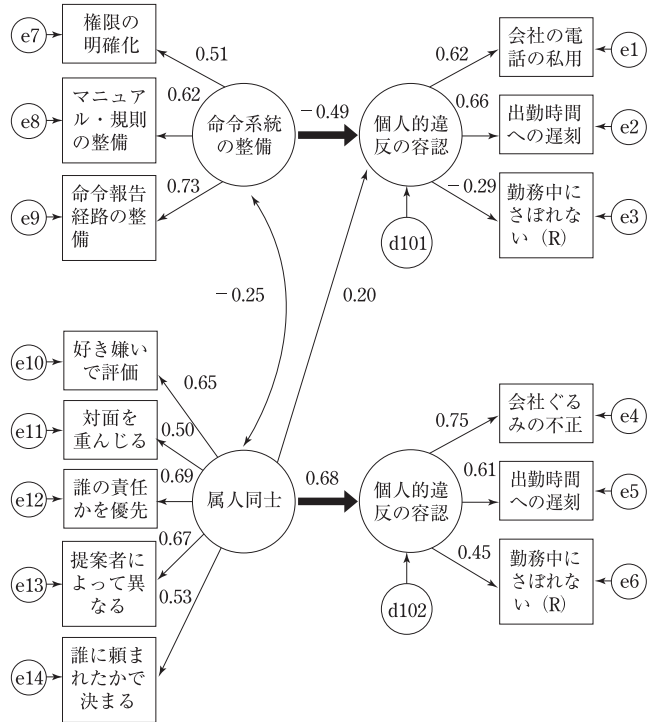 e7
権限の
明確化
0.51
e8
マニュア
ル・規則
の整備
0.62
e9
命令報告
経路の整
備
0.73
命令系統
の整備
−0.49
個人的違
反の容認
d101
0.62
会社の電
話の私用
e1
0.66
出勤時間
への遅刻
e2
−0.29
勤務中に
さぼれな
い（R）
e3
−0.25
0.20
e10
好き嫌い
で評価
0.65
e11
対面を
重んじる
0.50
e12
誰の責任
かを優先
0.69
e13
提案者に
よって異
なる
0.67
e14
誰に頼ま
れたかで
決まる
0.53
属人同士
0.68
個人的違
反の容認
d102
0.75
会社ぐる
みの不正
e4
0.61
出勤時間
への遅刻
e5
0.45
勤務中に
さぼれな
い（R）
e6